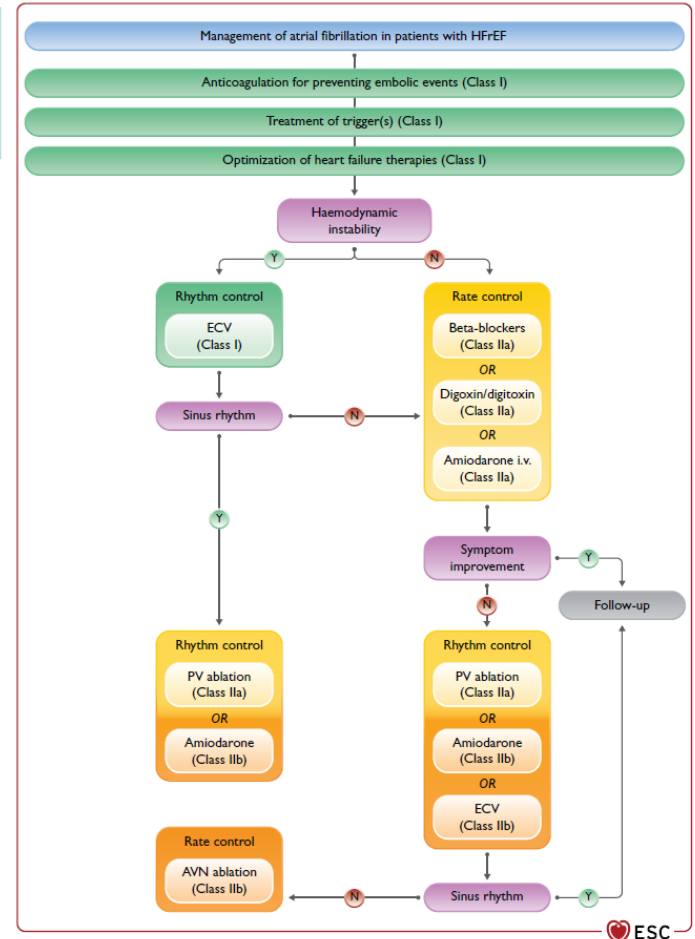 Management of atrial fibrillation in patients with HFrEF
Anticoagulation for preventing embolic events (Class I)
Treatment of trigger(s) (Class I)
Optimization of heart failure therapies (Class I)
Haemodynamic
instability
Y
N
Rhythm control
ECV
(Class I)
Rate control
Beta-blockers
(Class IIa)
OR
Digoxin/digitoxin
(Class IIa)
OR
Amiodarone i.v.
(Class IIa)
Sinus rhythm
N
Y
Symptom
improvement
Y
N
Follow-up
Rhythm control
PV ablation
(Class IIa)
OR
Amiodarone
(Class IIb)
Rhythm control
PV ablation
(Class IIa)
OR
Amiodarone
(Class IIb)
OR
ECV
(Class IIb)
Rate control
AVN ablation
(Class IIb)
N
Sinus rhythm
Y
ESC